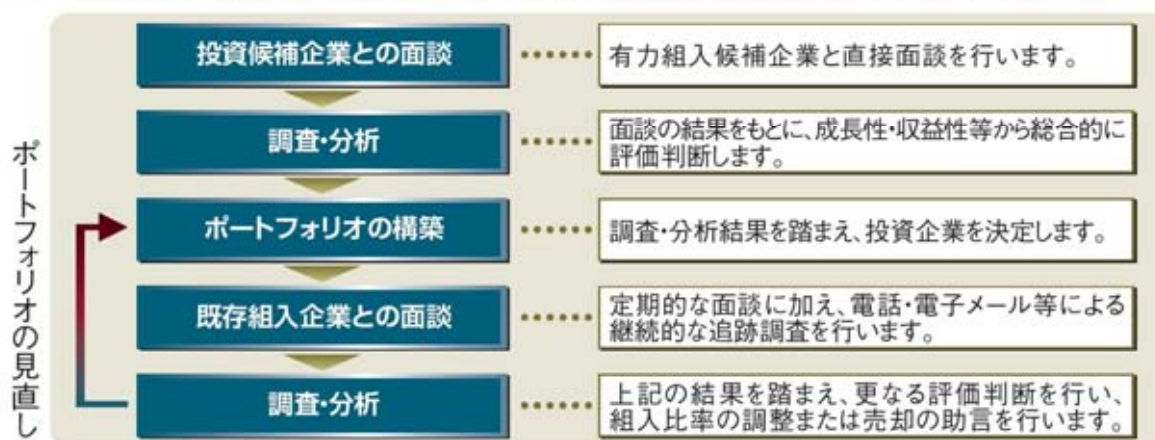 投資候補企業との面談
有力組入候補企業と直接面談を行います。
調査・分析
面談の結果をもとに、成長性・収益性等から総合的に
評価判断します。
ポートフォリオの構築
調査・分析結果を踏まえ、投資企業を決定します。
既存組入企業との面談
定期的な面談に加え、電話・電子メール等による
継続的な追跡調査を行います。
調査・分析
上記の結果を踏まえ、更なる評価判断を行い、
組入比率の調整または売却の助言を行います。
ポートフォリオの見直し